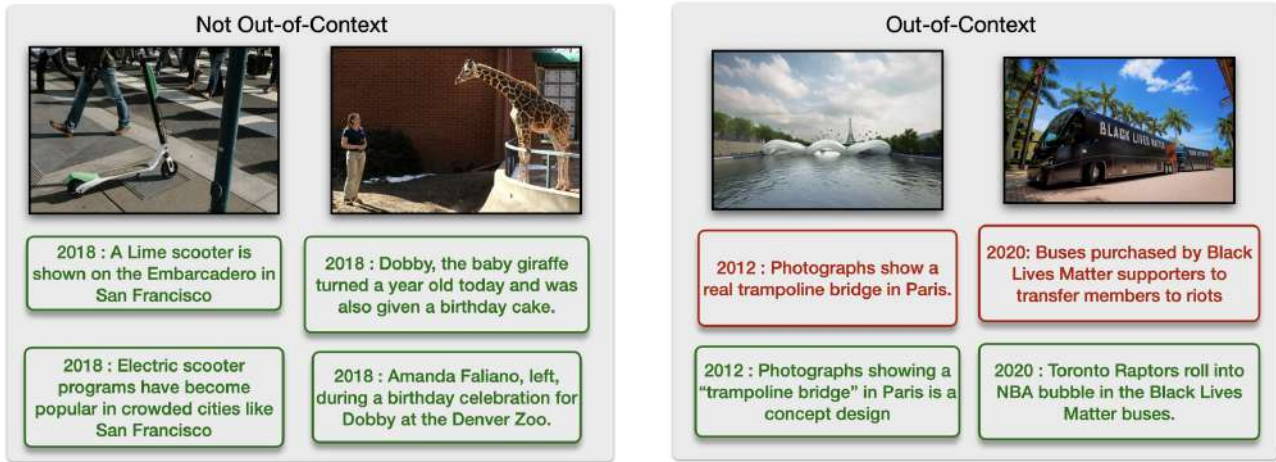 Not Out-of-Context
2018 : A Lime scooter is
shown on the Embarcadero in
San Francisco
2018 : Dobby, the baby giraffe
turned a year old today and was
also given a birthday cake.
2018 : Electric scooter
programs have become
popular in crowded cities like
San Francisco
2018 : Amanda Faliano, left,
during a birthday celebration for
Dobby at the Denver Zoo.
Out-of-Context
BLACK LIVES MATTER
2012 : Photographs show a
real trampoline bridge in Paris.
2020: Buses purchased by Black
Lives Matter supporters to
transfer members to riots
2012 : Photographs showing a
“trampoline bridge” in Paris is a
concept design
2020 : Toronto Raptors roll into
NBA bubble in the Black Lives
Matter buses.